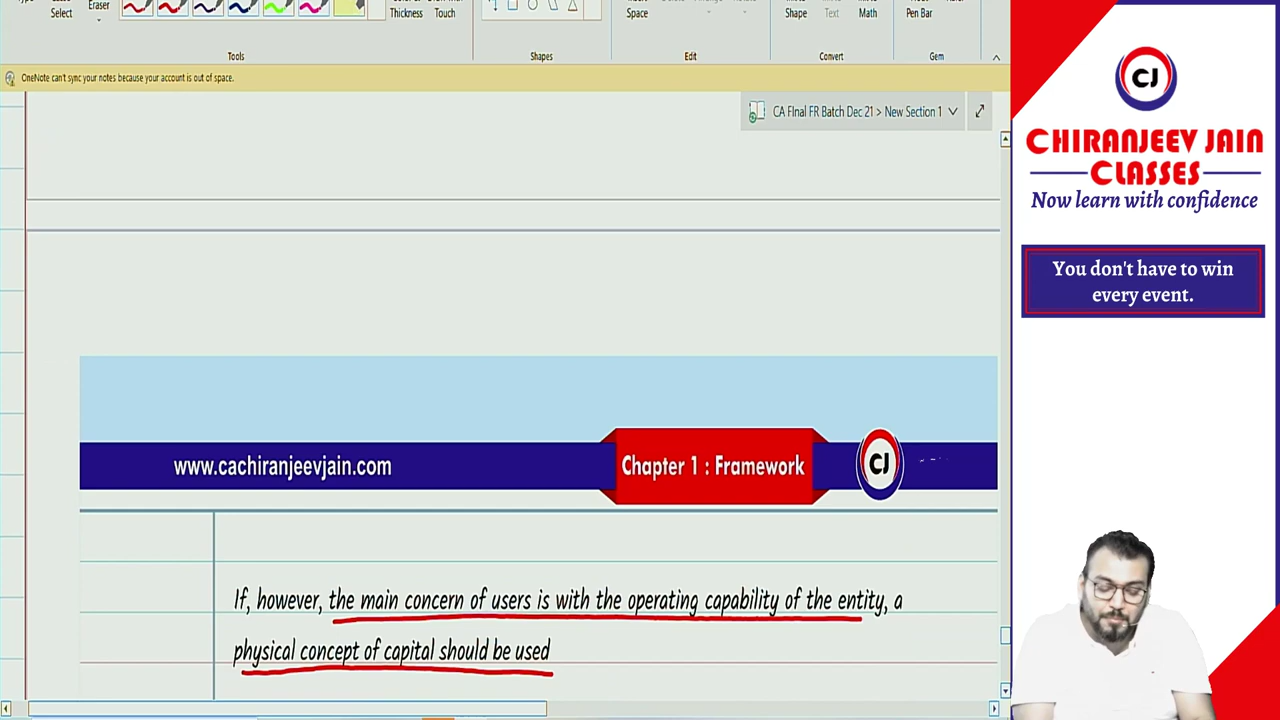 Eraser
Select
Thickness
Touch
Space
Shape
Text
Math
Pen Bar
Tools
Shapes
Edit
Convert
Gem
OneNote can't sync your notes because your account is out of space.
CA FInal FR Batch Dec 21 > New Section 1
CJ
CHIRANJEEV JAIN
CLASSES
Now learn with confidence
You don't have to win
every event.
www.cachiranjeevjain.com
Chapter 1 : Framework
CJ
If, however, the main concern of users is with the operating capability of the entity, a
physical concept of capital should be used